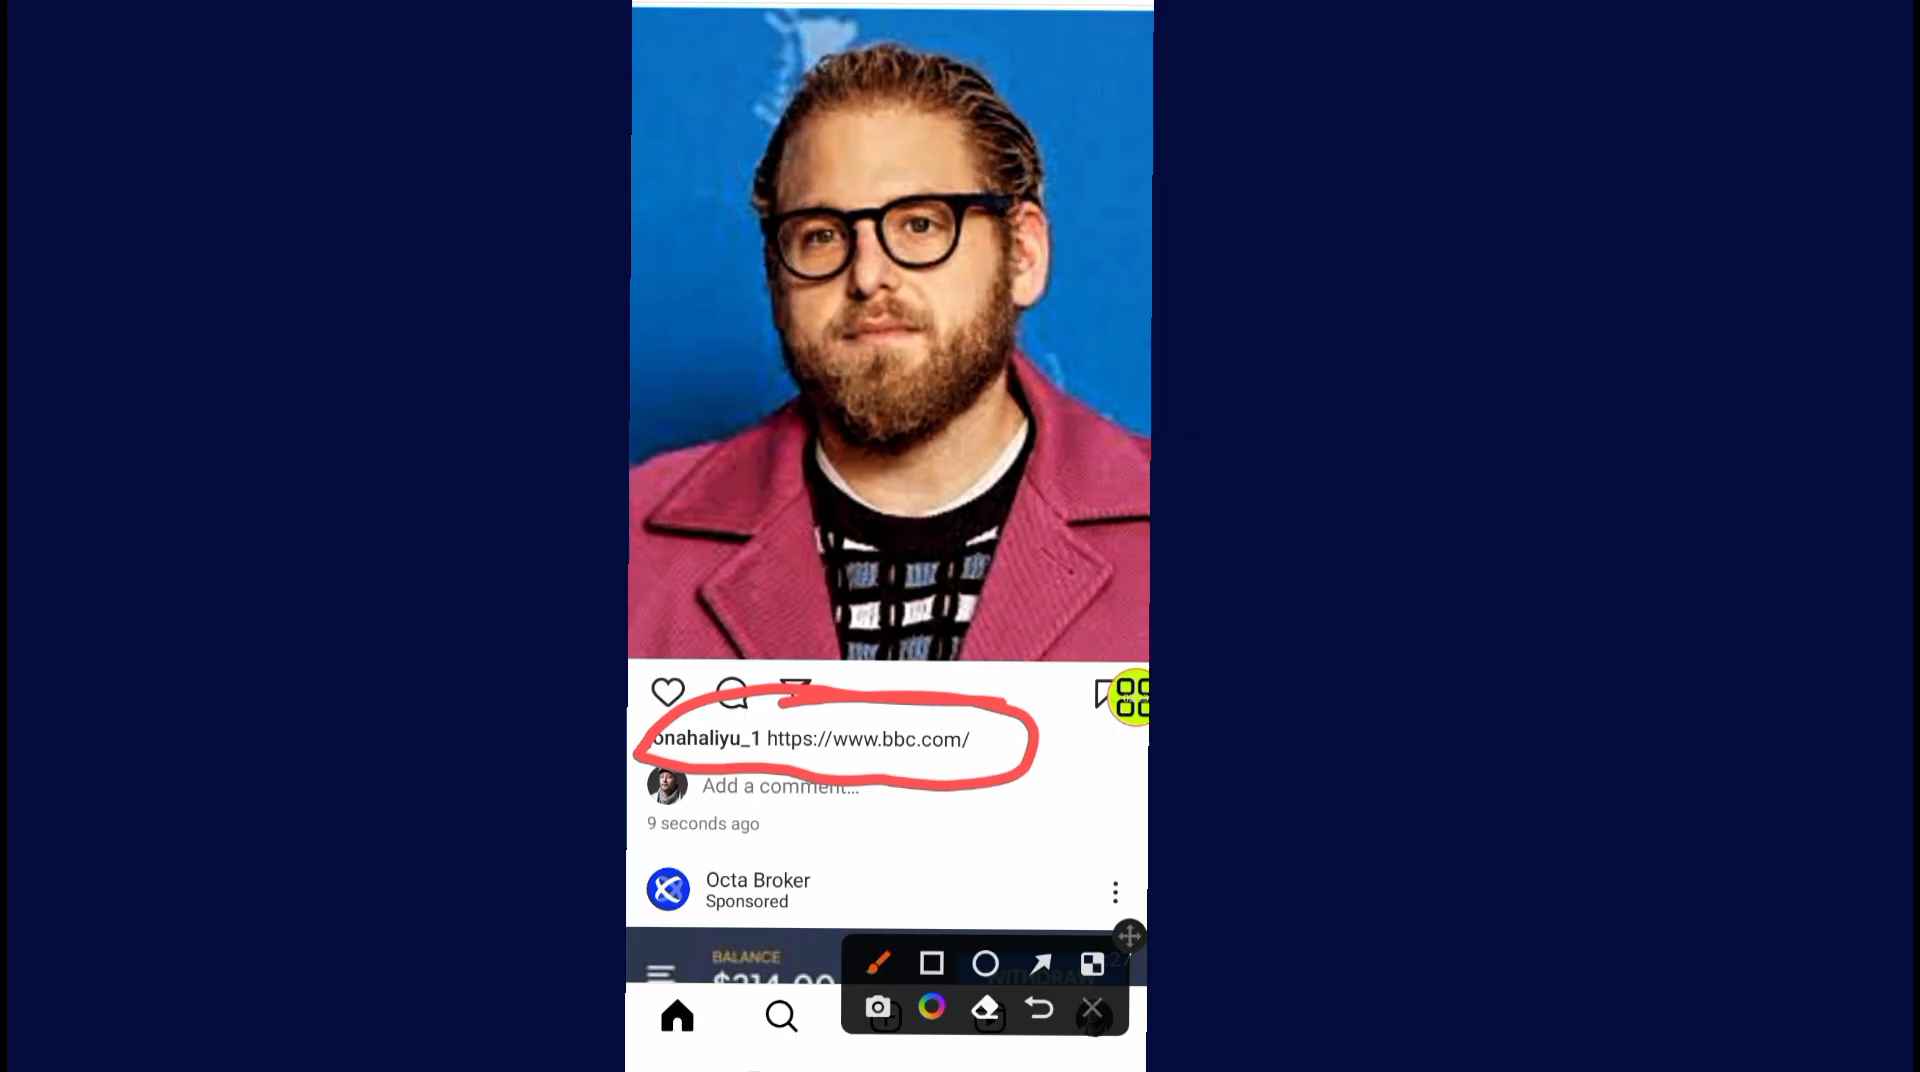 onahaliyu_1 https://www.bbc.com/
Add a comment...
9 seconds ago
Octa Broker
Sponsored
BALANCE